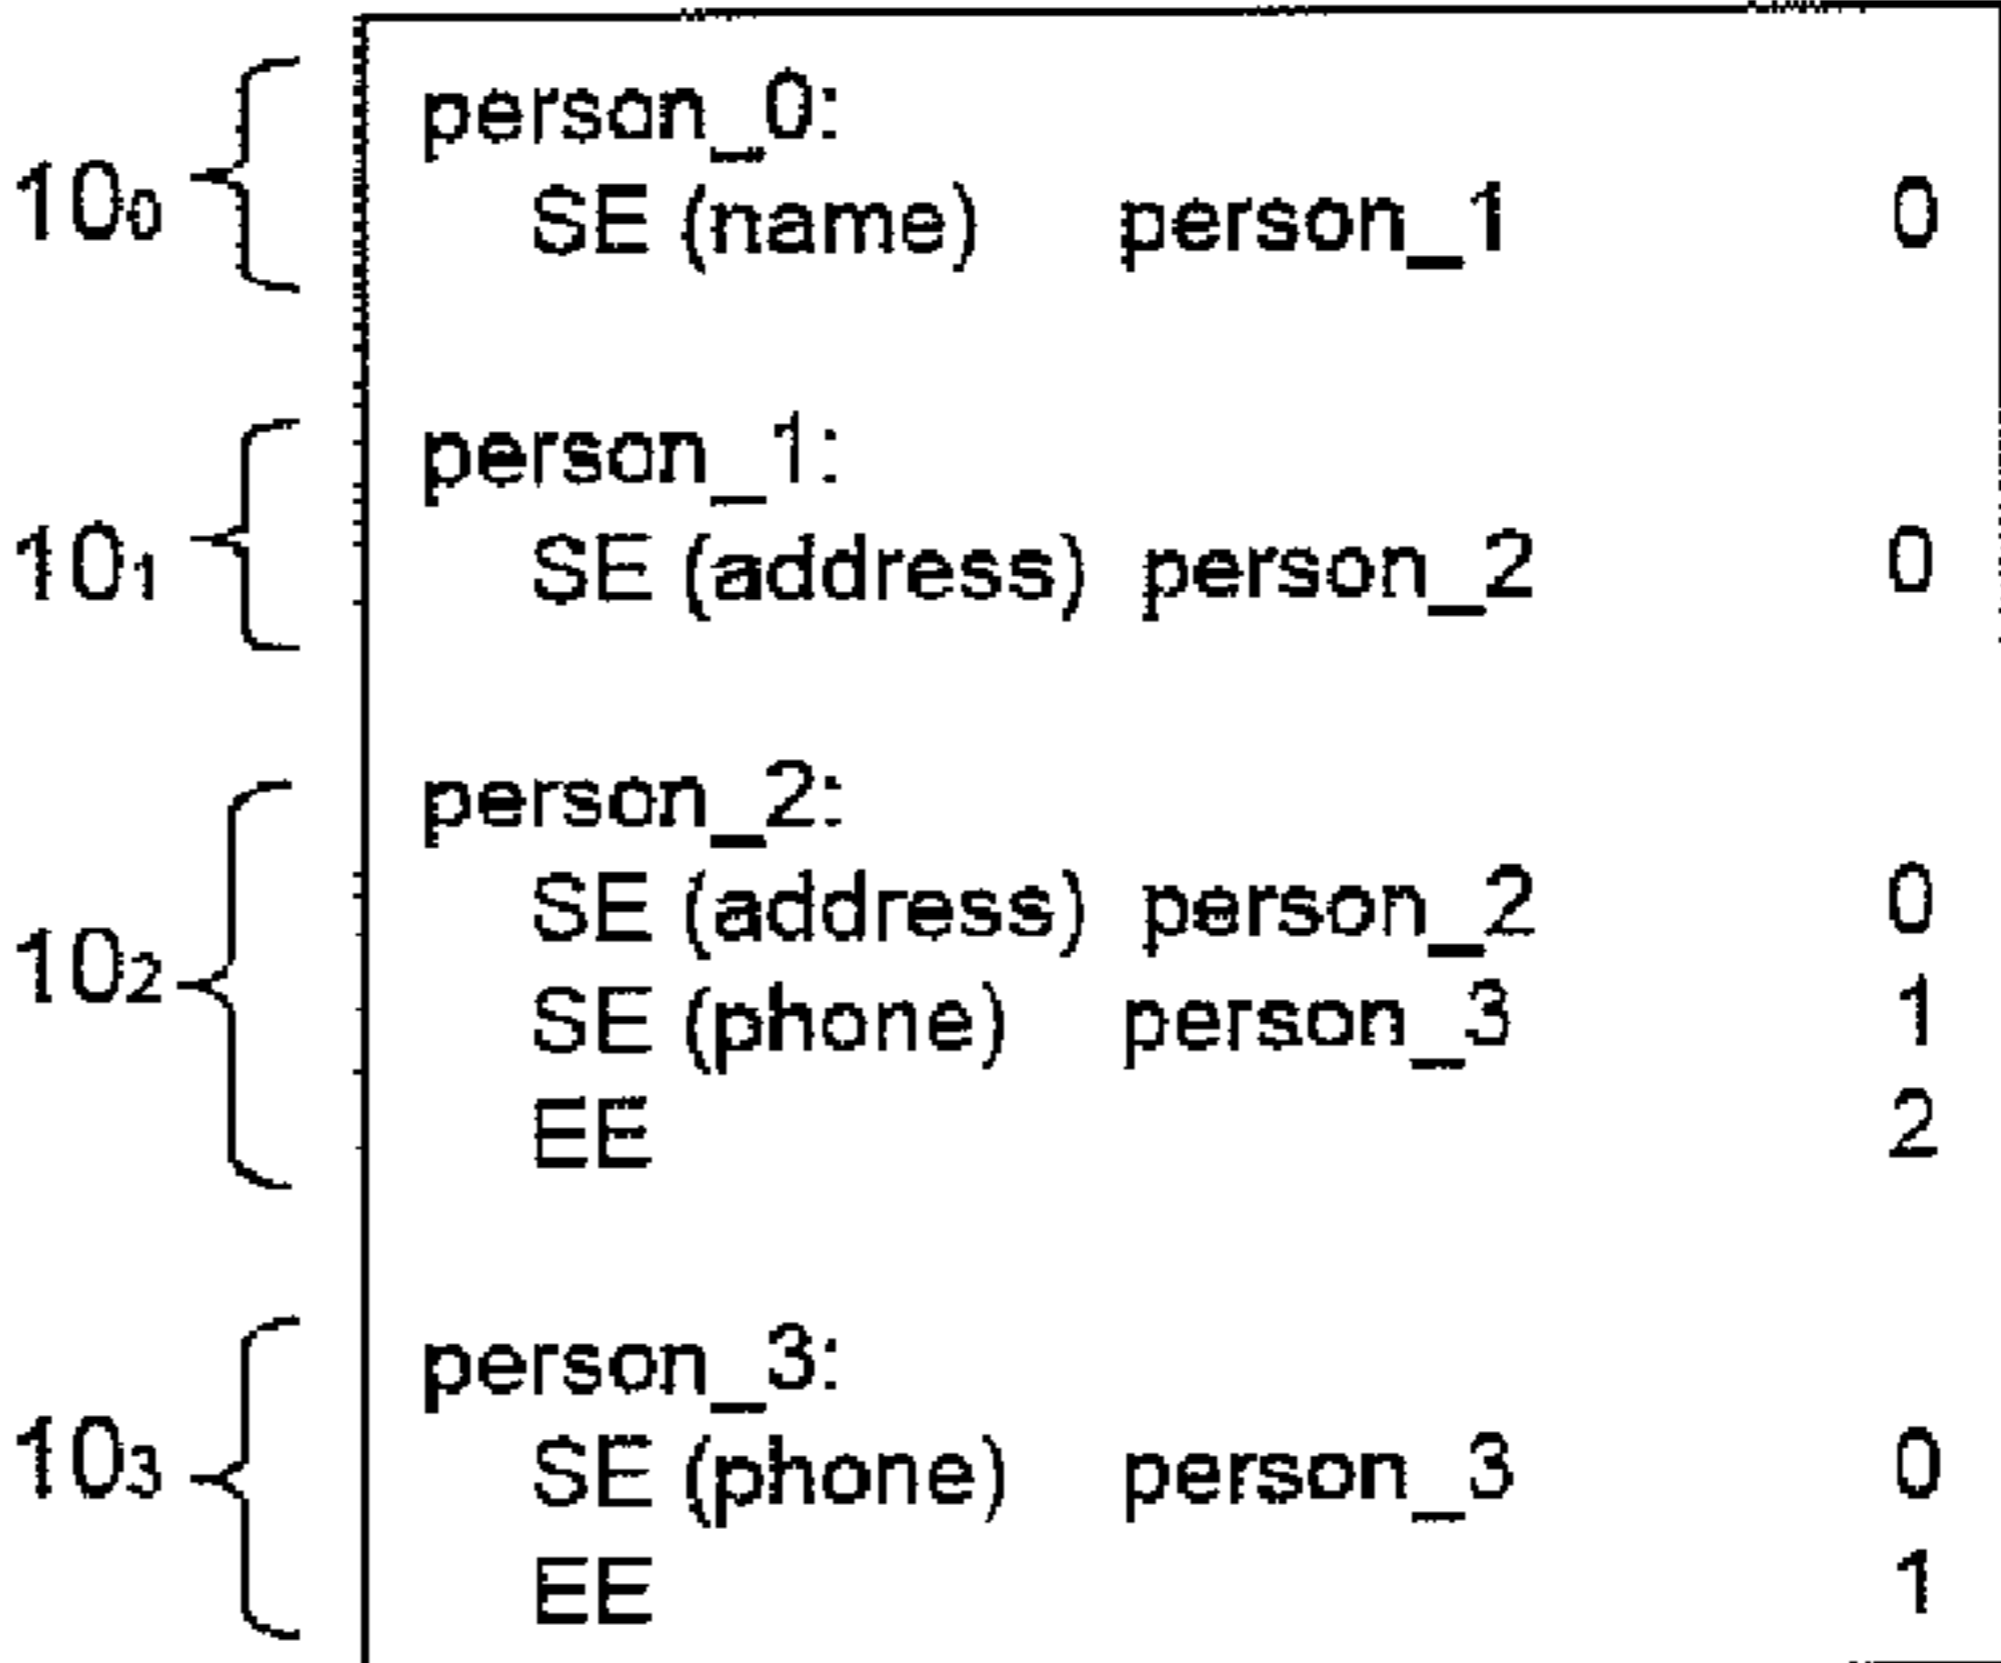 person_0:
10₀ SE (name) person_1 0
person_1:
10₁ SE (address) person_2 0
person_2:
SE (address) person_2 0
10₂ SE (phone) person_3 1
EE 2
person_3:
10₃ SE (phone) person_3 0
EE 1